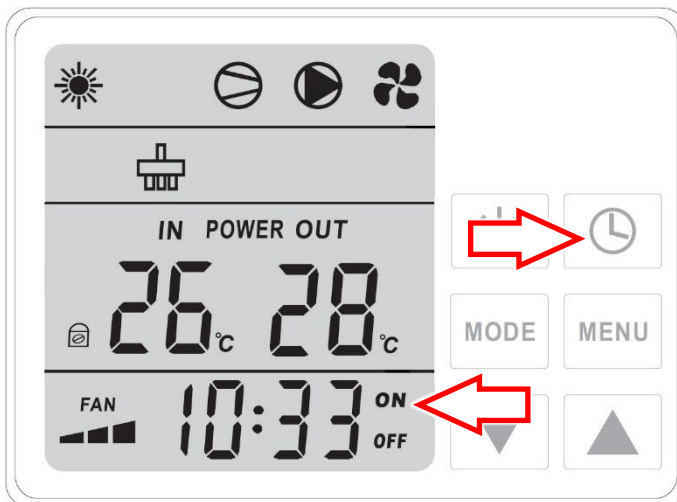 IN POWER OUT
26°C 28°C
MODE MENU
FAN 10:33 ON
OFF